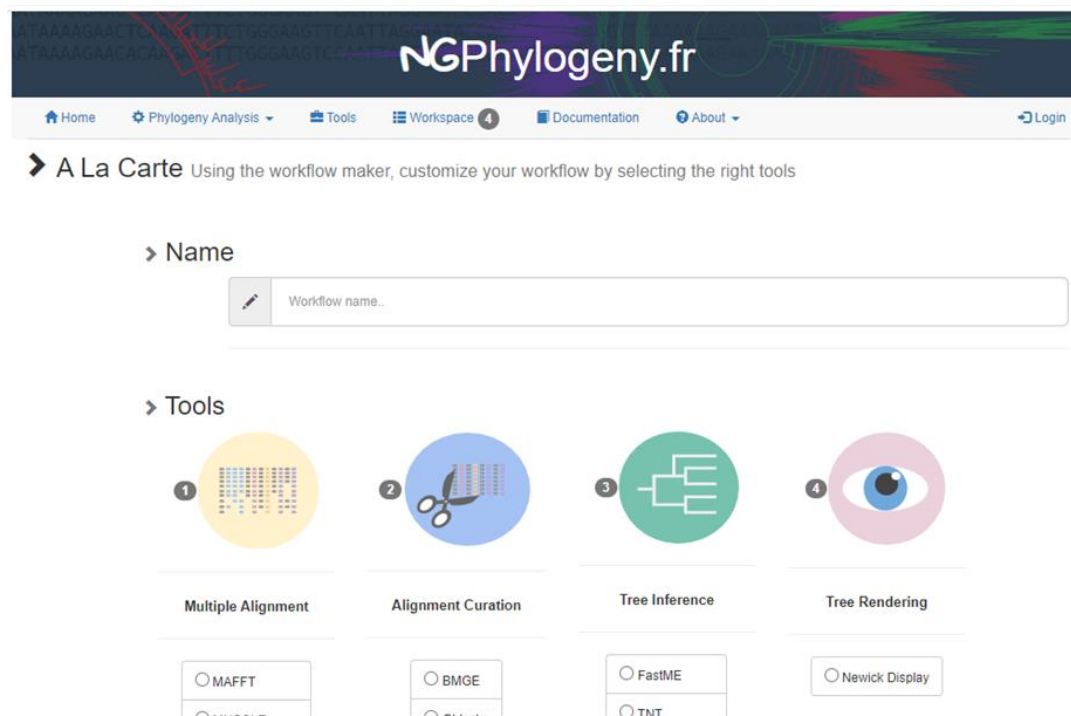 ATAAAAGAACTCAAGATTTCTGGGAAGTTCAATT
NGPhylogeny.fr
Home Phylogeny Analysis Tools Workspace 4 Documentation About Login
A La Carte Using the workflow maker, customize your workflow by selecting the right tools
Name
Workflow name..
Tools
1 2 3 4
Multiple Alignment Alignment Curation Tree Inference Tree Rendering
MAFFT BMGE FastME Newick Display
TNT